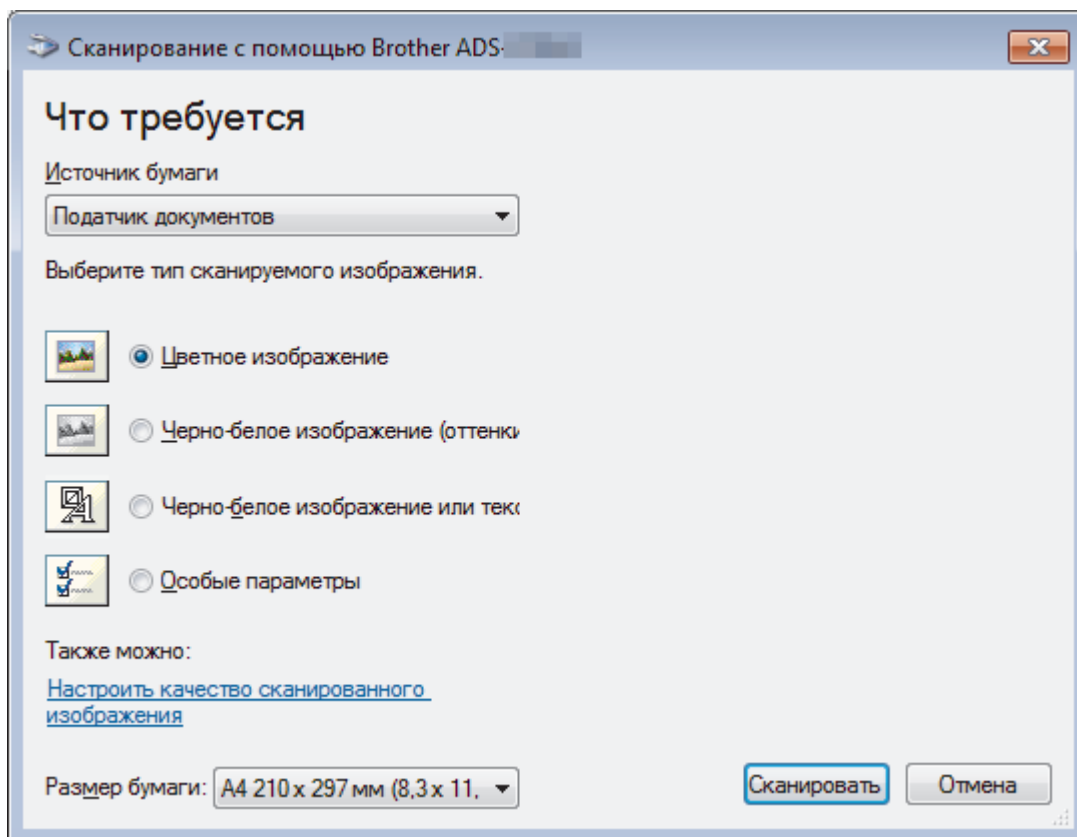 Сканирование с помощью Brother ADS-
Что требуется
Источник бумаги
Податчик документов
Выберите тип сканируемого изображения.
Цветное изображение
Черно-белое изображение (оттенки
Черно-белое изображение или текс
Особые параметры
Также можно:
Настроить качество сканированного
изображения
Размер бумаги: A4 210 x 297 мм (8,3 x 11,
Сканировать
Отмена